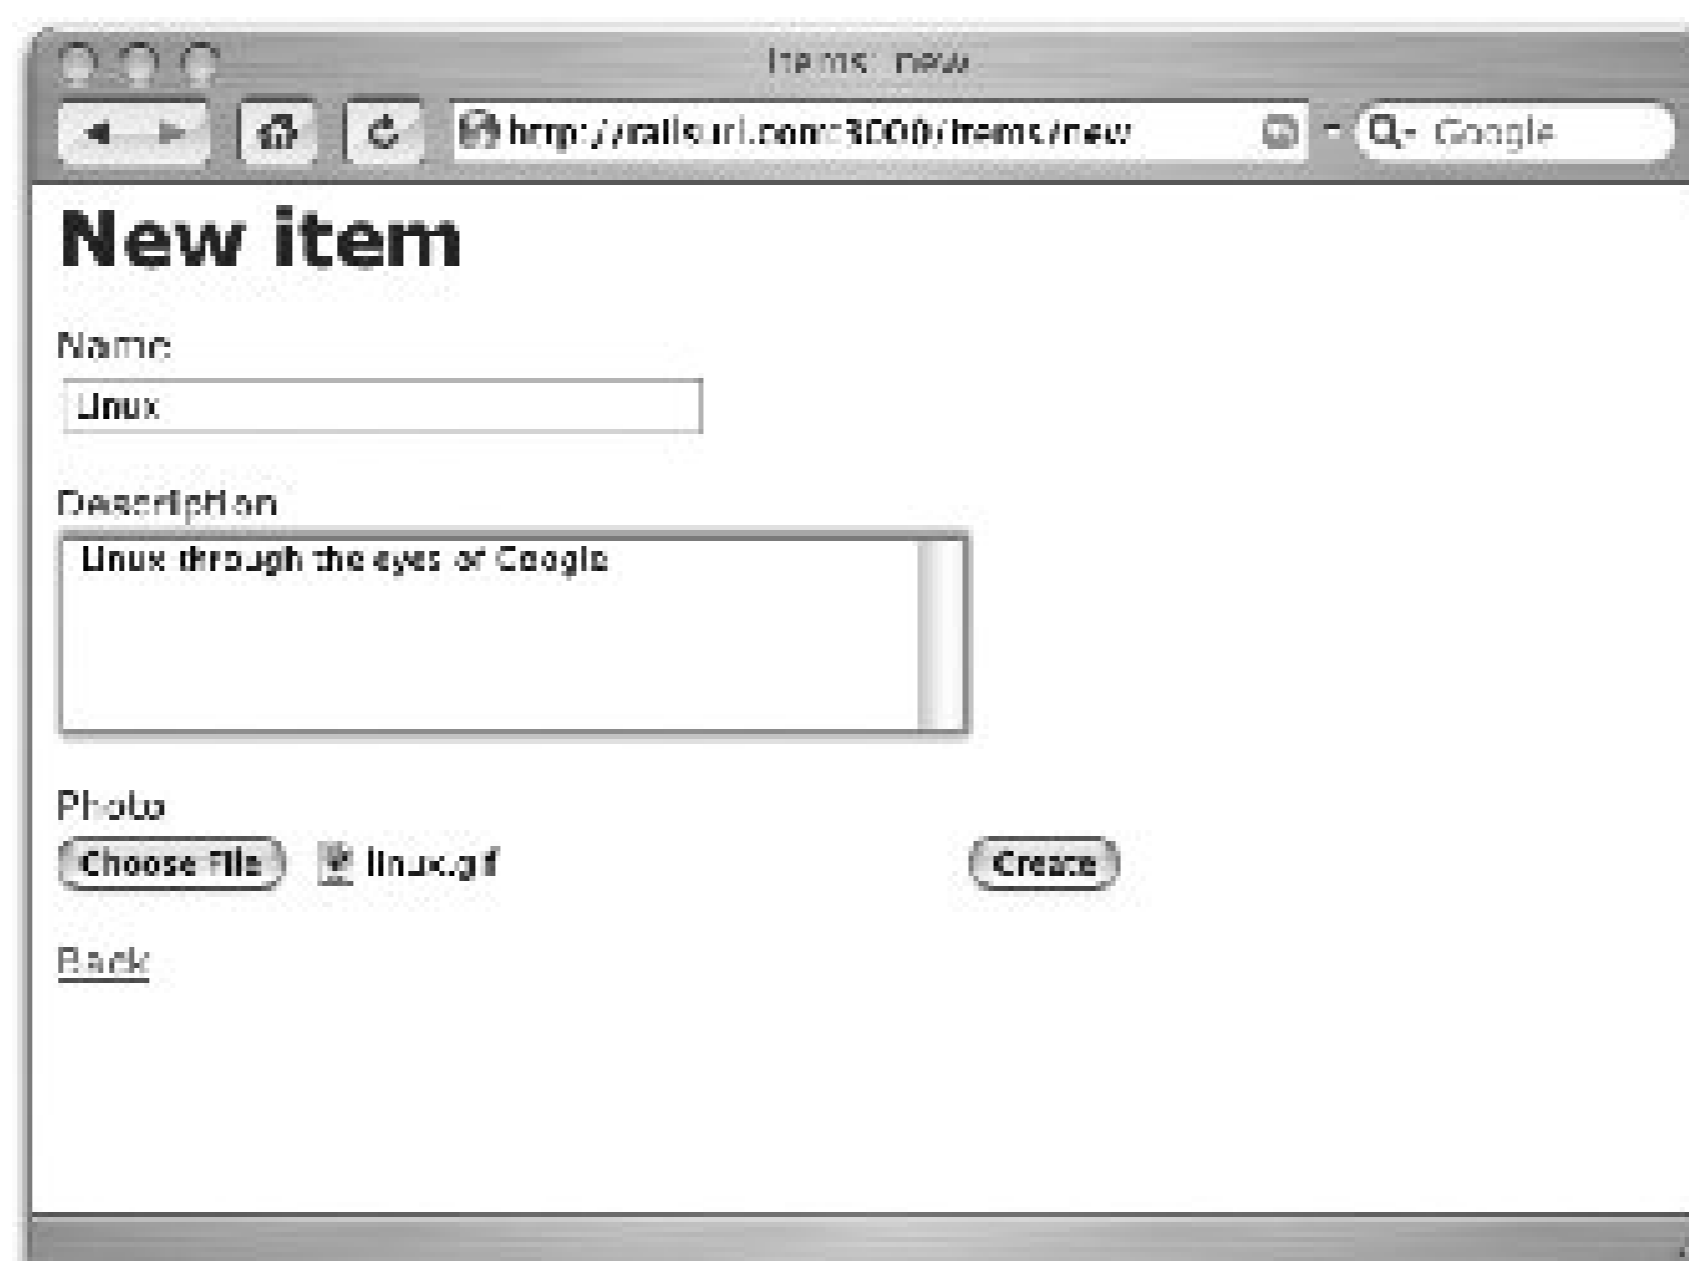 Items: new
http://railsurl.com:3000/items/new
Google
New item
Name
Linux
Description
Linux through the eyes of Google
Photo
Choose File linux.gif
Create
Back